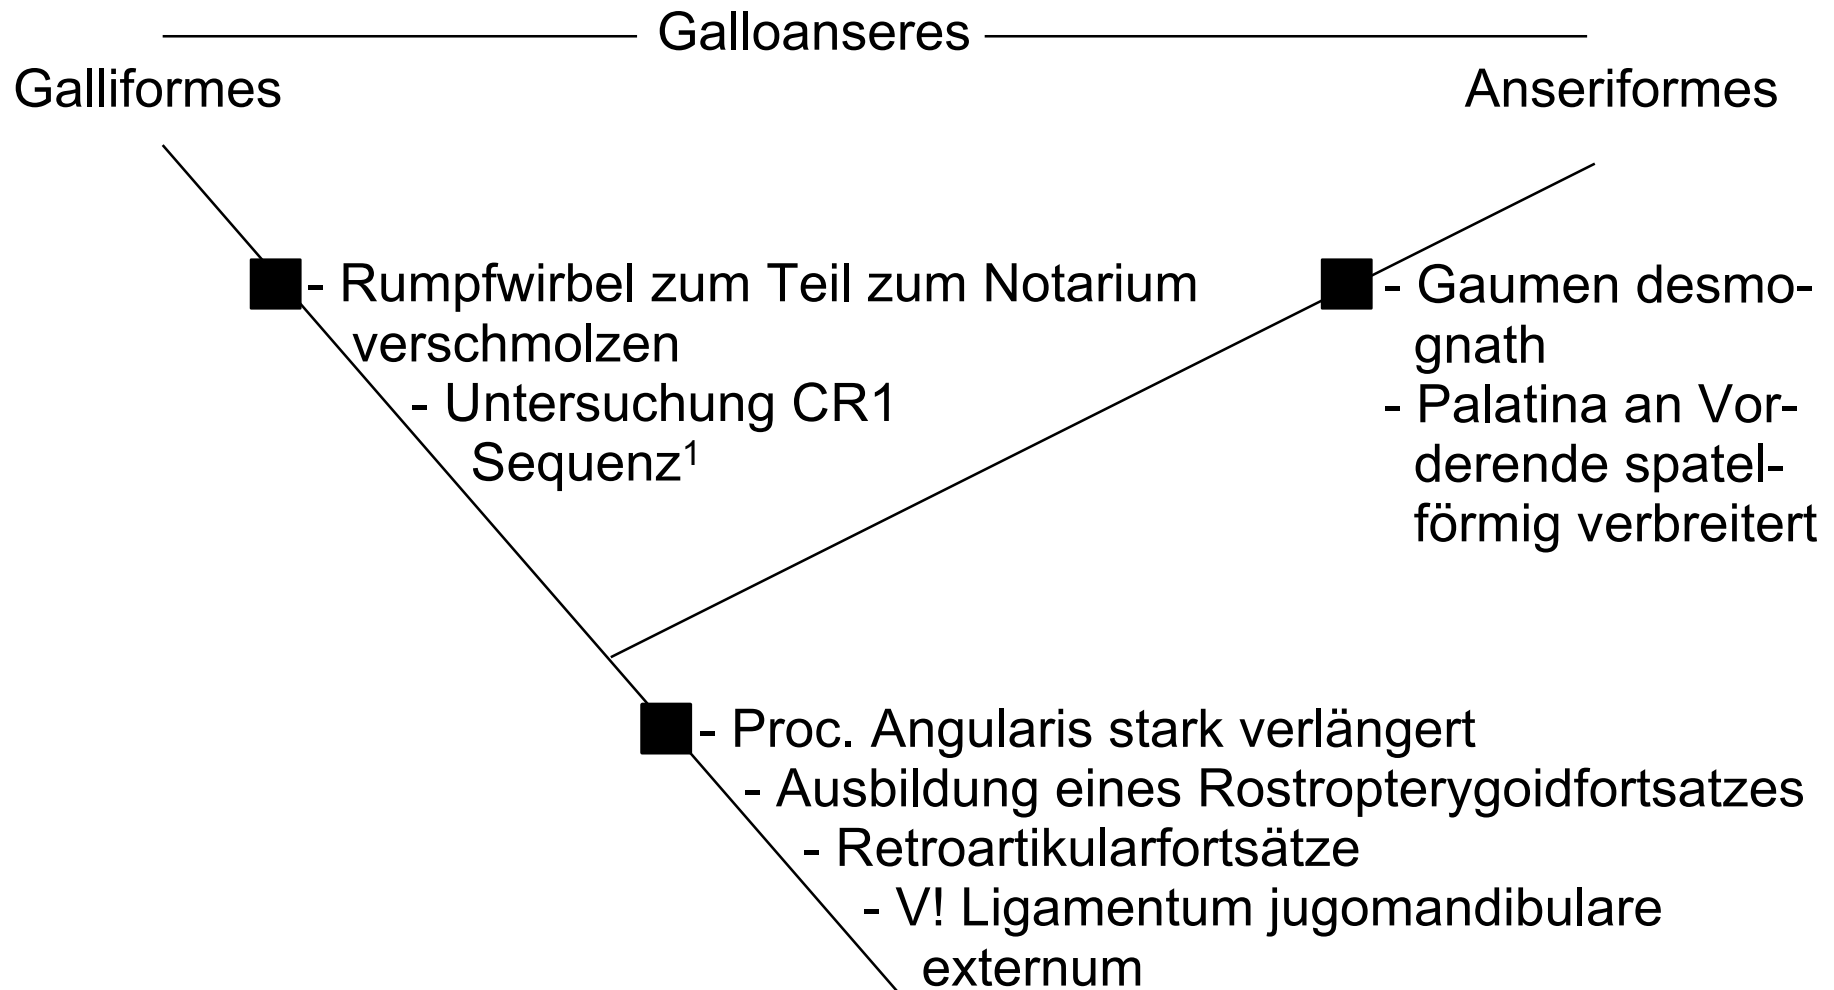 Galloanseres
Galliformes
Anseriformes
- Rumpfwirbel zum Teil zum Notarium
verschmolzen
- Untersuchung CR1
Sequenz¹
- Gaumen desmo-
gnath
- Palatina an Vor-
derende spatel-
förmig verbreitert
- Proc. Angularis stark verlängert
- Ausbildung eines Rostropterygoidfortsatzes
- Retroartikularfortsätze
- V! Ligamentum jugomandibulare
externum